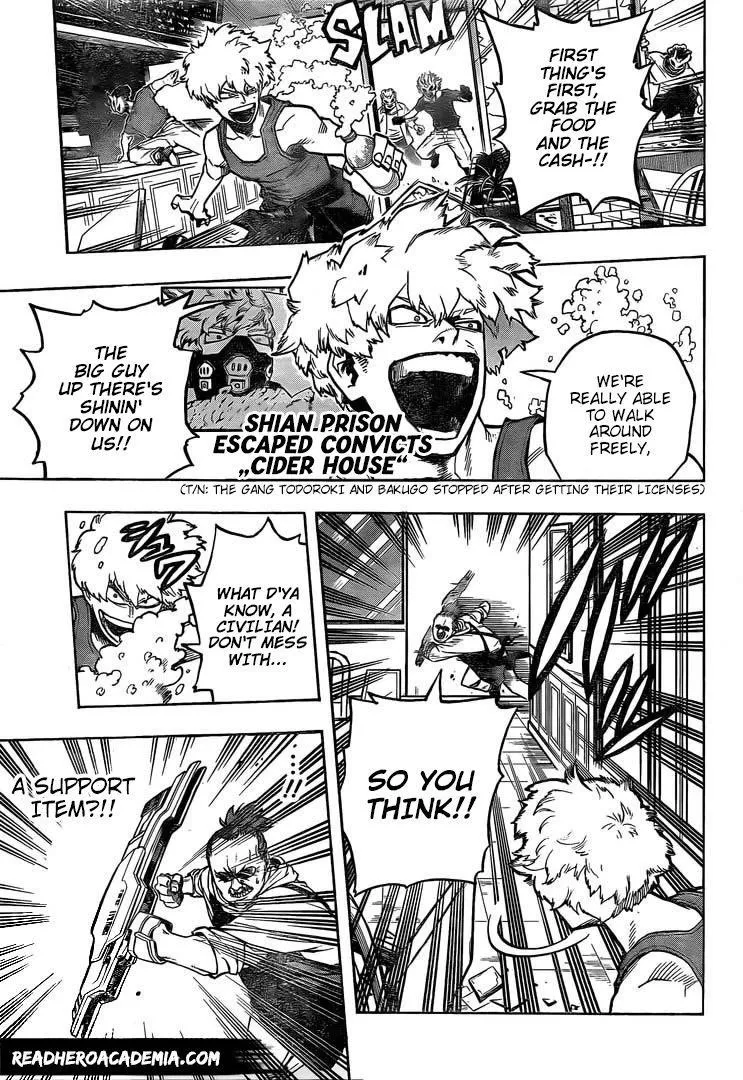 SLAM
FIRST
THING'S
FIRST,
GRAB THE
FOOD
AND THE
CASH-!!
WE'RE
REALLY ABLE
TO WALK
AROUND
FREELY,
THE
BIG GUY
UP THERE'S
SHININ'
DOWN ON
US!!
SHIAN PRISON
ESCAPED CONVICTS
„CIDER HOUSE“
(T/N: THE GANG TODOROKI AND BAKUGO STOPPED AFTER GETTING THEIR LICENSES)
SO YOU
THINK!!
WHAT D'YA
KNOW, A
CIVILIAN!
DON'T MESS
WITH...
A SUPPORT
ITEM?!!
READHEROACADEMIA.COM